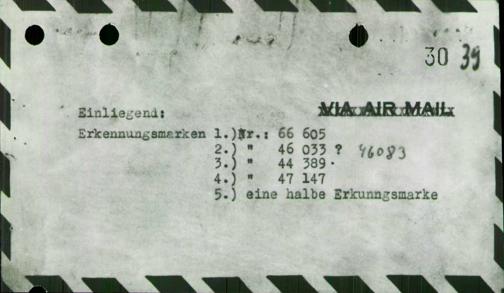 30 39
VIA AIR MAIL
Einliegend:
Erkennungsmarken 1.) Nr.: 66 605
2.) " 46 033 ? 46083
3.) " 44 389.
4.) " 47 147
5.) eine halbe Erkunngsmarke